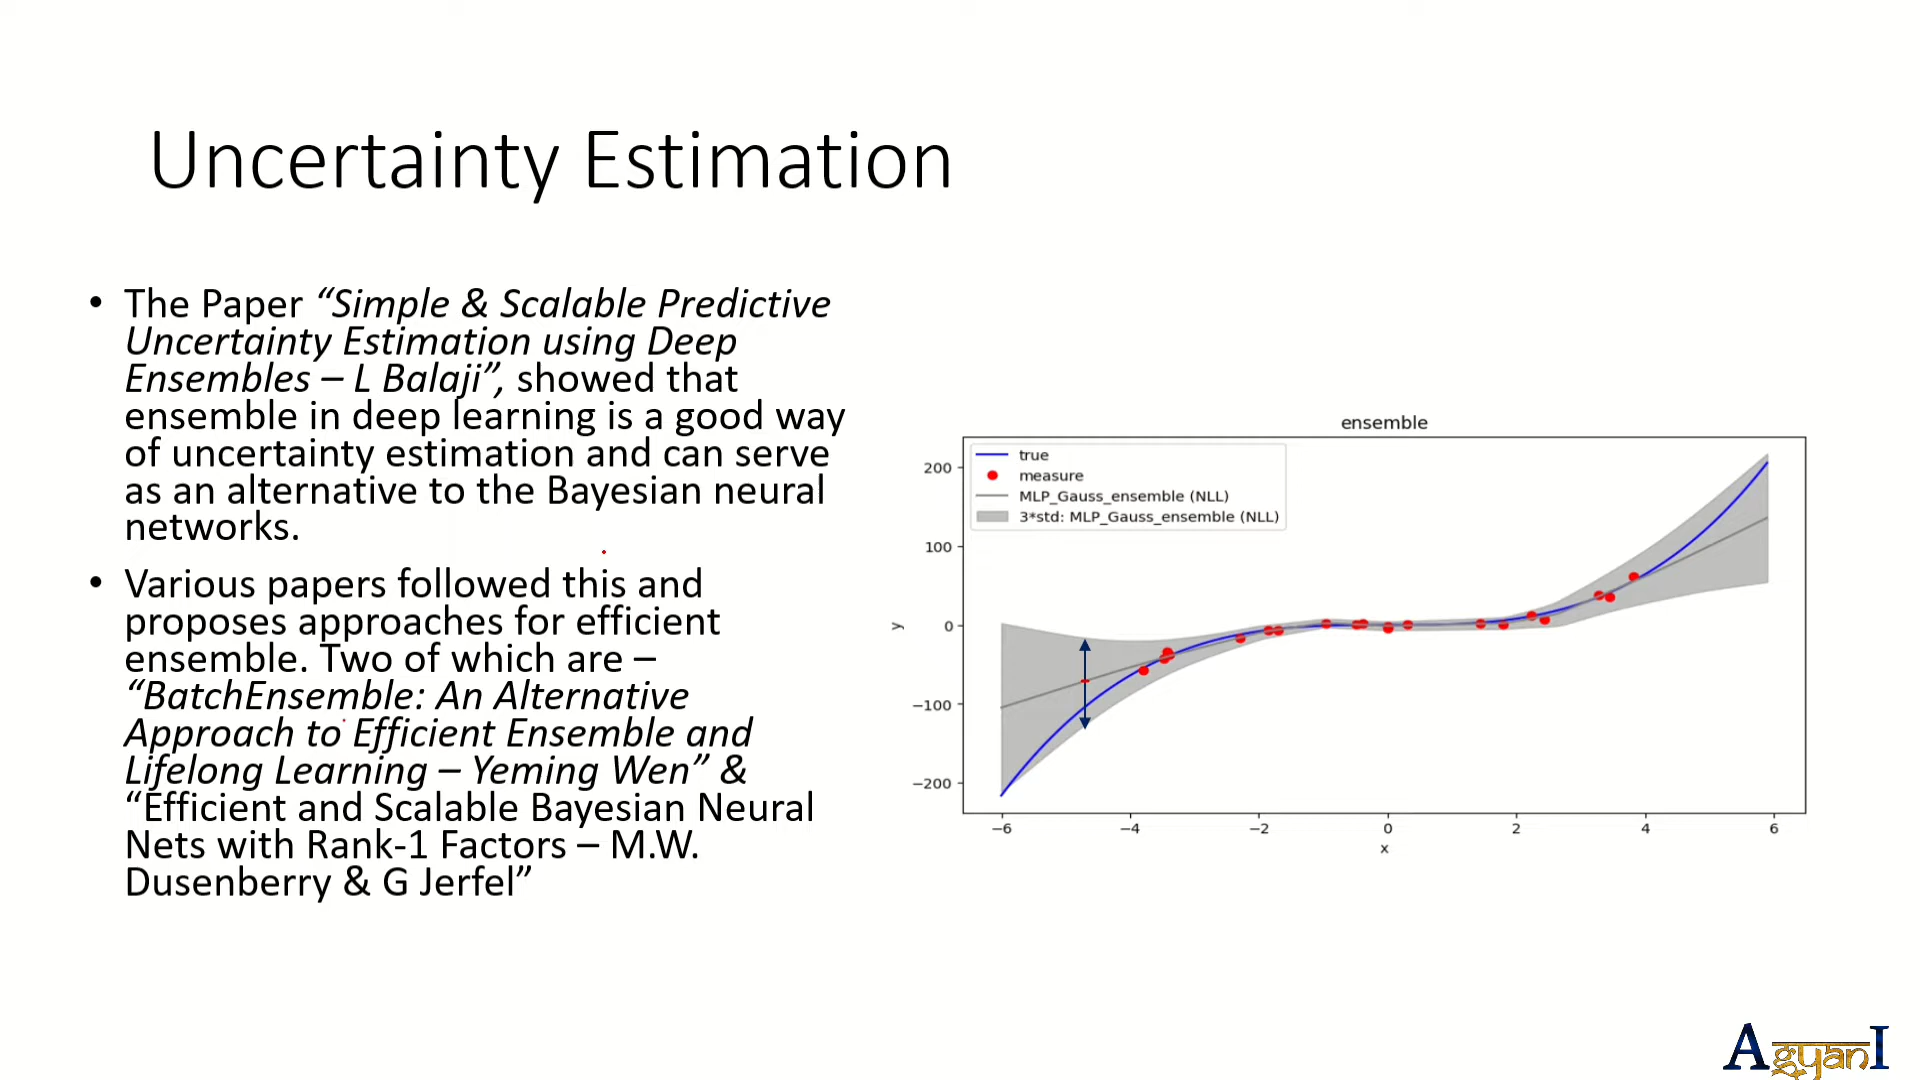 Uncertainty Estimation
• The Paper “Simple & Scalable Predictive
Uncertainty Estimation using Deep
Ensembles – L Balaji”, showed that
ensemble in deep learning is a good way
of uncertainty estimation and can serve
as an alternative to the Bayesian neural
networks.
• Various papers followed this and
proposes approaches for efficient
ensemble. Two of which are –
“BatchEnsemble: An Alternative
Approach to Efficient Ensemble and
Lifelong Learning – Yeming Wen” &
“Efficient and Scalable Bayesian Neural
Nets with Rank-1 Factors – M.W.
Dusenberry & G Jerfel”
ensemble
true
measure
MLP_Gauss_ensemble (NLL)
3*std: MLP_Gauss_ensemble (NLL)
200
100
0
−100
−200
y
−6 −4 −2 0 2 4 6
x
AgyanI